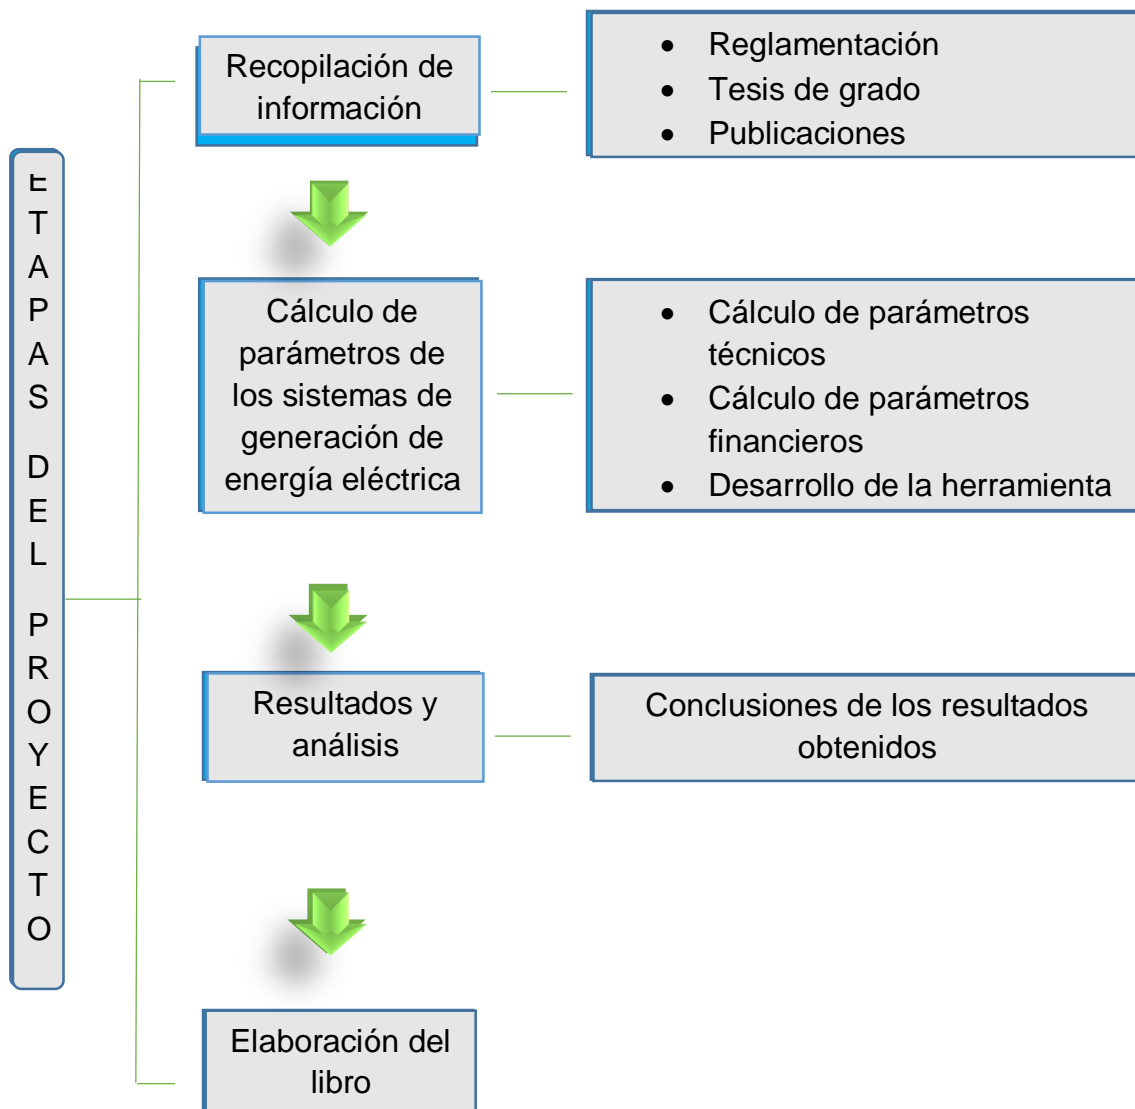 ETAPAS DEL PROYECTO
Recopilación de
información
• Reglamentación
• Tesis de grado
• Publicaciones
Cálculo de
parámetros de
los sistemas de
generación de
energía eléctrica
• Cálculo de parámetros
técnicos
• Cálculo de parámetros
financieros
• Desarrollo de la herramienta
Resultados y
análisis
Conclusiones de los resultados
obtenidos
Elaboración del
libro